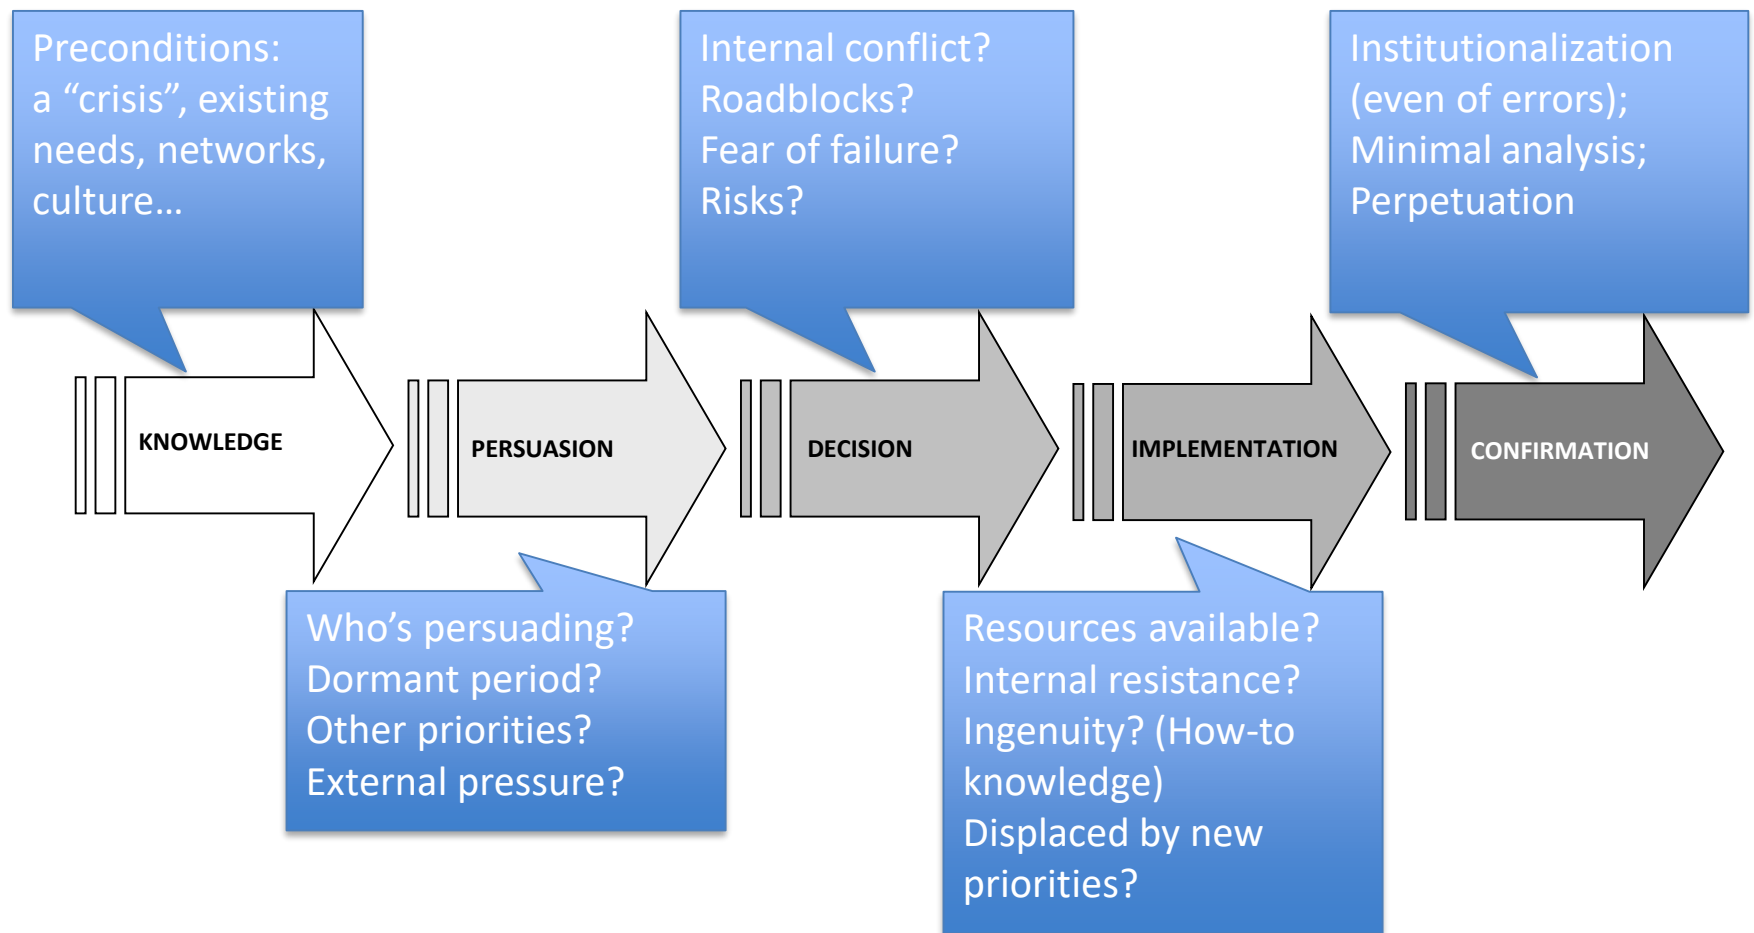 Preconditions:
a “crisis”, existing
needs, networks,
culture…
Internal conflict?
Roadblocks?
Fear of failure?
Risks?
Institutionalization
(even of errors);
Minimal analysis;
Perpetuation
KNOWLEDGE
PERSUASION
DECISION
IMPLEMENTATION
CONFIRMATION
Who’s persuading?
Dormant period?
Other priorities?
External pressure?
Resources available?
Internal resistance?
Ingenuity? (How-to
knowledge)
Displaced by new
priorities?